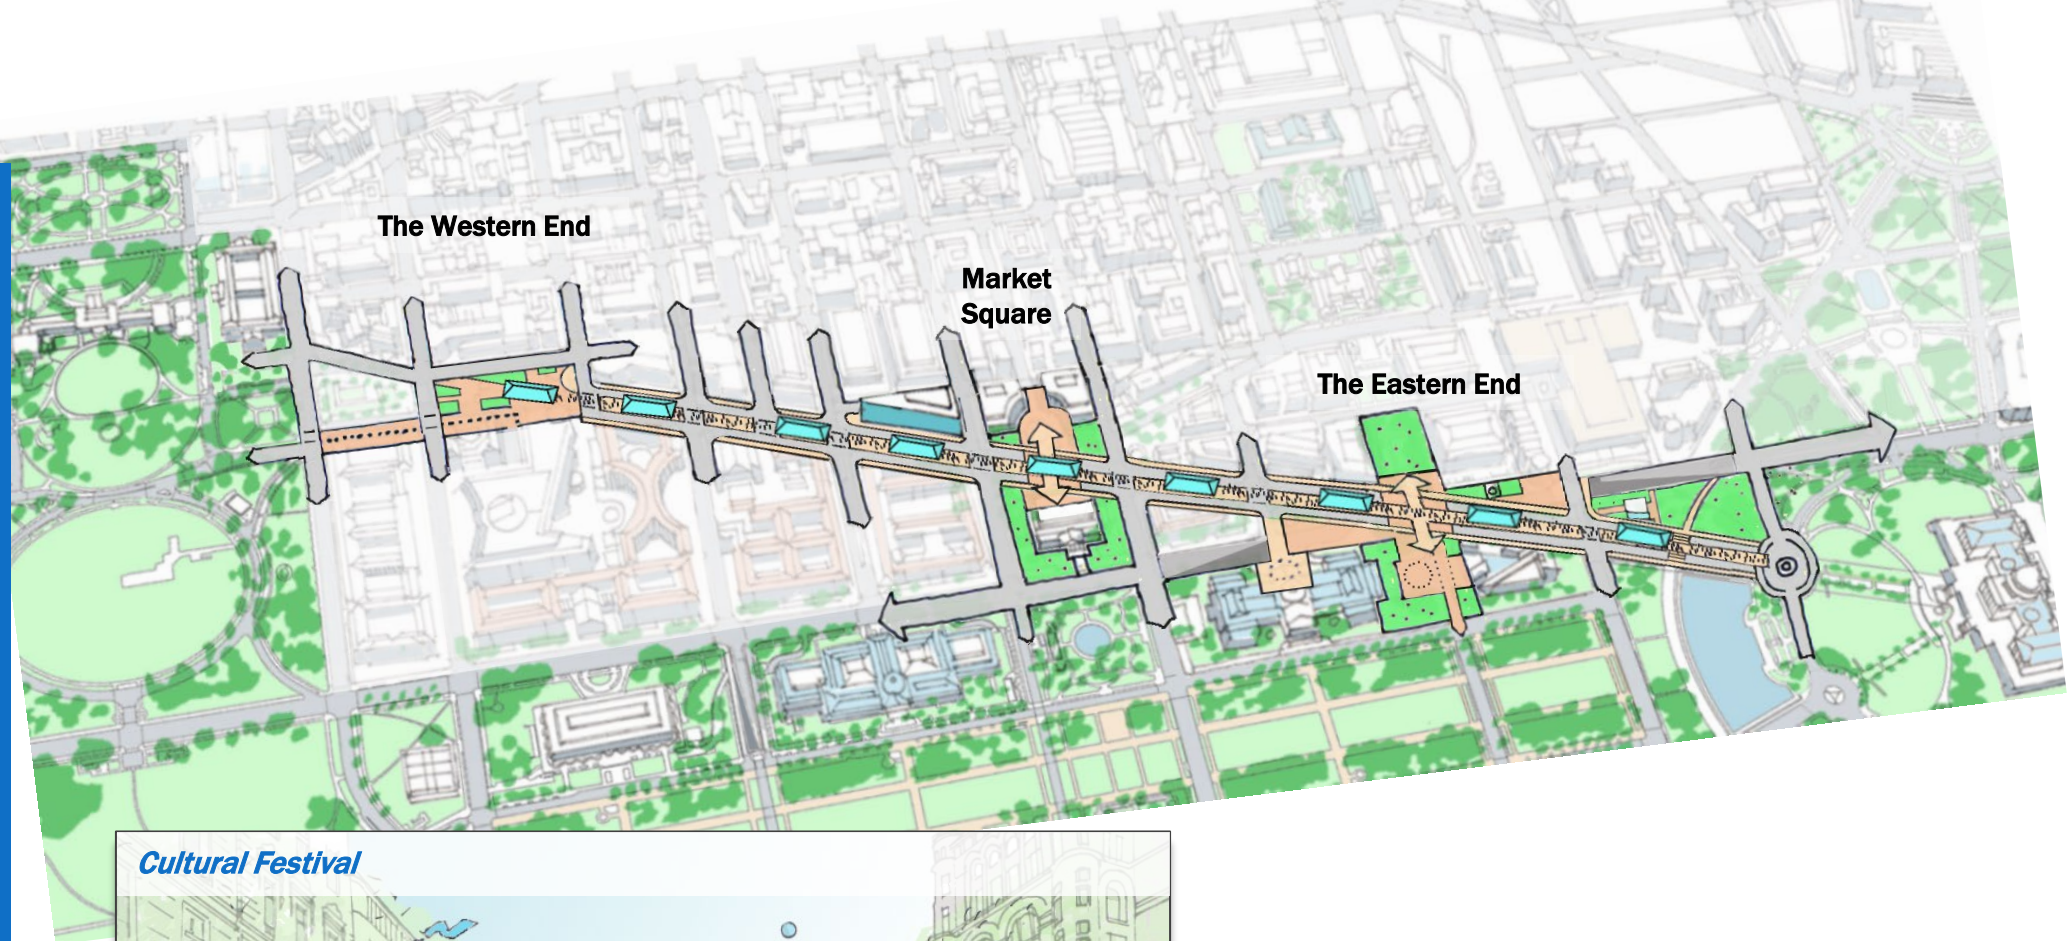 The Western End
Market
Square
The Eastern End
Cultural Festival